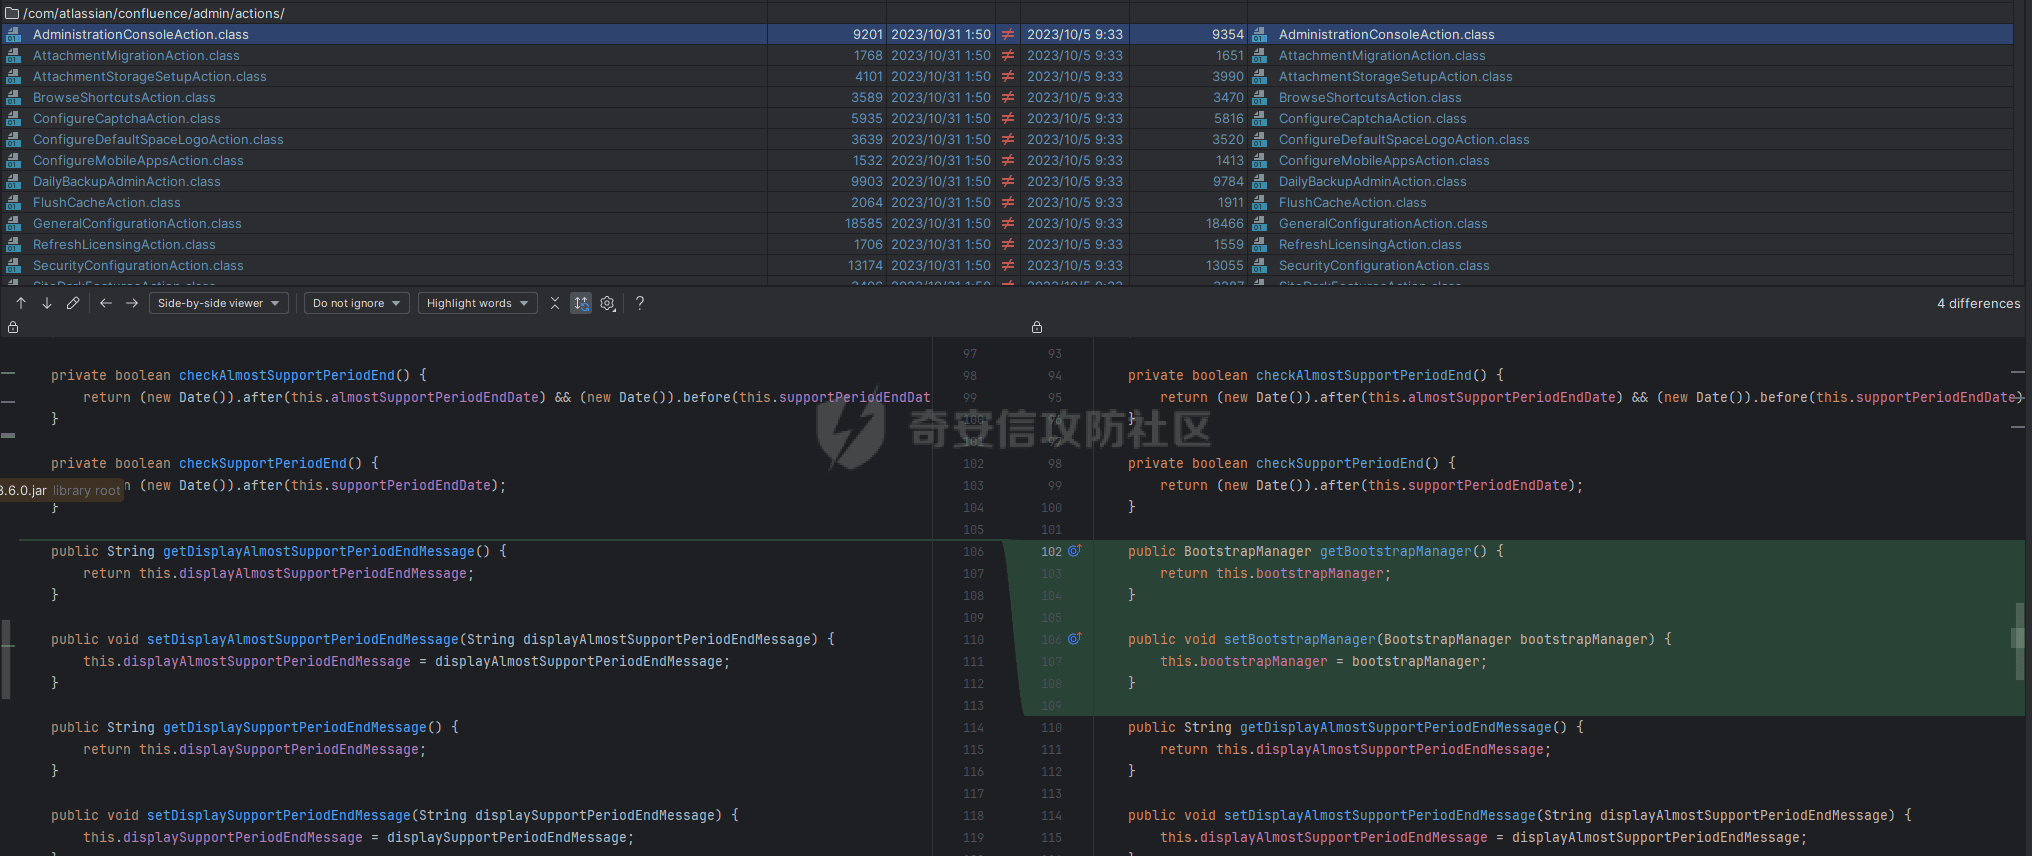 /com/atlassian/confluence/admin/actions/
AdministrationConsoleAction.class 9201 2023/10/31 1:50 ≠ 2023/10/5 9:33 9354 AdministrationConsoleAction.class
AttachmentMigrationAction.class 1768 2023/10/31 1:50 ≠ 2023/10/5 9:33 1651 AttachmentMigrationAction.class
AttachmentStorageSetupAction.class 4101 2023/10/31 1:50 ≠ 2023/10/5 9:33 3990 AttachmentStorageSetupAction.class
BrowseShortcutsAction.class 3589 2023/10/31 1:50 ≠ 2023/10/5 9:33 3470 BrowseShortcutsAction.class
ConfigureCaptchaAction.class 5935 2023/10/31 1:50 ≠ 2023/10/5 9:33 5816 ConfigureCaptchaAction.class
ConfigureDefaultSpaceLogoAction.class 3639 2023/10/31 1:50 ≠ 2023/10/5 9:33 3520 ConfigureDefaultSpaceLogoAction.class
ConfigureMobileAppsAction.class 1532 2023/10/31 1:50 ≠ 2023/10/5 9:33 1413 ConfigureMobileAppsAction.class
DailyBackupAdminAction.class 9903 2023/10/31 1:50 ≠ 2023/10/5 9:33 9784 DailyBackupAdminAction.class
FlushCacheAction.class 2064 2023/10/31 1:50 ≠ 2023/10/5 9:33 1911 FlushCacheAction.class
GeneralConfigurationAction.class 18585 2023/10/31 1:50 ≠ 2023/10/5 9:33 18466 GeneralConfigurationAction.class
RefreshLicensingAction.class 1706 2023/10/31 1:50 ≠ 2023/10/5 9:33 1559 RefreshLicensingAction.class
SecurityConfigurationAction.class 13174 2023/10/31 1:50 ≠ 2023/10/5 9:33 13055 SecurityConfigurationAction.class
Side-by-side viewer Do not ignore Highlight words ? 4 differences
97 93
private boolean checkAlmostSupportPeriodEnd() { 98 94 private boolean checkAlmostSupportPeriodEnd() {
return (new Date()).after(this.almostSupportPeriodEndDate) && (new Date()).before(this.supportPeriodEndDat 99 95 return (new Date()).after(this.almostSupportPeriodEndDate) && (new Date()).before(this.supportPeriodEndDate)
} 100 96 }
奇安信攻防社区
101 97
private boolean checkSupportPeriodEnd() { 102 98 private boolean checkSupportPeriodEnd() {
3.6.0.jar library root n (new Date()).after(this.supportPeriodEndDate); 103 99 return (new Date()).after(this.supportPeriodEndDate);
} 104 100 }
105 101
public String getDisplayAlmostSupportPeriodEndMessage() { 106 102 public BootstrapManager getBootstrapManager() {
return this.displayAlmostSupportPeriodEndMessage; 107 103 return this.bootstrapManager;
} 108 104 }
109 105
public void setDisplayAlmostSupportPeriodEndMessage(String displayAlmostSupportPeriodEndMessage) { 110 106 public void setBootstrapManager(BootstrapManager bootstrapManager) {
this.displayAlmostSupportPeriodEndMessage = displayAlmostSupportPeriodEndMessage; 111 107 this.bootstrapManager = bootstrapManager;
} 112 108 }
113 109
public String getDisplaySupportPeriodEndMessage() { 114 110 public String getDisplayAlmostSupportPeriodEndMessage() {
return this.displaySupportPeriodEndMessage; 115 111 return this.displayAlmostSupportPeriodEndMessage;
} 116 112 }
117 113
public void setDisplaySupportPeriodEndMessage(String displaySupportPeriodEndMessage) { 118 114 public void setDisplayAlmostSupportPeriodEndMessage(String displayAlmostSupportPeriodEndMessage) {
this.displaySupportPeriodEndMessage = displaySupportPeriodEndMessage; 119 115 this.displayAlmostSupportPeriodEndMessage = displayAlmostSupportPeriodEndMessage;